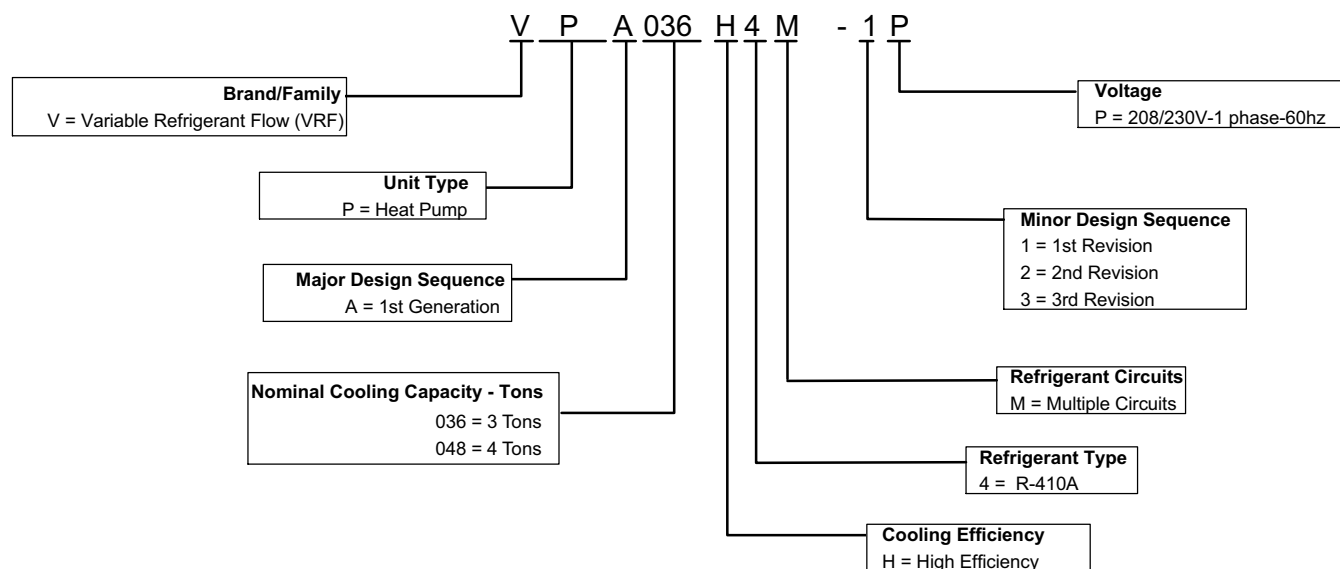 V P A 036 H 4 M - 1 P
Brand/Family
V = Variable Refrigerant Flow (VRF)
Unit Type
P = Heat Pump
Major Design Sequence
A = 1st Generation
Nominal Cooling Capacity - Tons
036 = 3 Tons
048 = 4 Tons
Voltage
P = 208/230V-1 phase-60hz
Minor Design Sequence
1 = 1st Revision
2 = 2nd Revision
3 = 3rd Revision
Refrigerant Circuits
M = Multiple Circuits
Refrigerant Type
4 = R-410A
Cooling Efficiency
H = High Efficiency